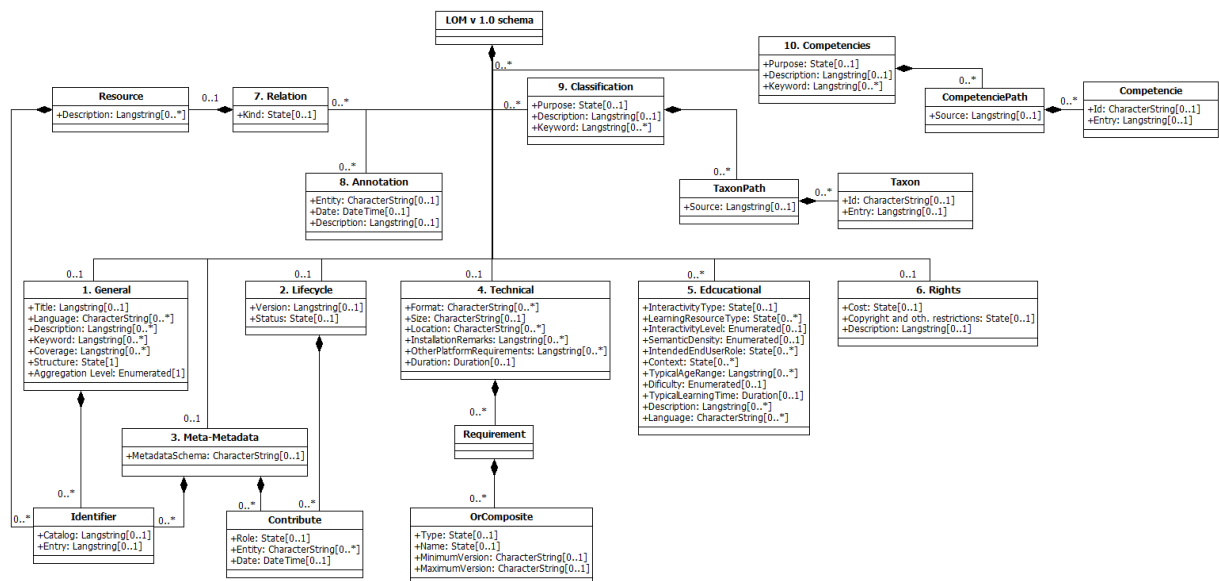 LOM v 1.0 schema
10. Competencies
+Purpose: State[0..1]
+Description: Langstring[0..1]
+Keyword: Langstring[0..*]
0..*
0..*
CompetenciePath
+Source: Langstring[0..1]
0..*
Competencie
+Id: CharacterString[0..1]
+Entry: Langstring[0..1]
9. Classification
+Purpose: State[0..1]
+Description: Langstring[0..1]
+Keyword: Langstring[0..*]
0..*
Resource
+Description: Langstring[0..*]
0..1
7. Relation
+Kind: State[0..1]
0..*
0..*
8. Annotation
+Entity: CharacterString[0..1]
+Date: DateTime[0..1]
+Description: Langstring[0..1]
0..*
TaxonPath
+Source: Langstring[0..1]
0..*
Taxon
+Id: CharacterString[0..1]
+Entry: Langstring[0..1]
0..1
1. General
+Title: Langstring[0..1]
+Language: CharacterString[0..*]
+Description: Langstring[0..*]
+Keyword: Langstring[0..*]
+Coverage: Langstring[0..*]
+Structure: State[1]
+Aggregation Level: Enumerated[1]
0..1
2. Lifecycle
+Version: Langstring[0..1]
+Status: State[0..1]
0..1
4. Technical
+Format: CharacterString[0..*]
+Size: CharacterString[0..1]
+Location: CharacterString[0..*]
+InstallationRemarks: Langstring[0..*]
+OtherPlatformRequirements: Langstring[0..*]
+Duration: Duration[0..1]
0..*
5. Edcucational
+InteractivityType: State[0..1]
+LearningResourceType: State[0..*]
+InteractivityLevel: Enumerated[0..1]
+SemanticDensity: Enumerated[0..1]
+IntendedEndUserRole: State[0..*]
+Context: State[0..*]
+TypicalAgeRange: Langstring[0..*]
+Dificulty: Enumerated[0..1]
+TypicalLearningTime: Duration[0..1]
+Description: Langstring[0..*]
+Language: CharacterString[0..*]
0..1
6. Rights
+Cost: State[0..1]
+Copyright and oth. restrictions: State[0..1]
+Description: Langstring[0..1]
0..1
3. Meta-Metadata
+MetadataSchema: CharacterString[0..1]
0..*
Requirement
0..*
0..*
0..*
0..*
Identifier
+Catalog: Langstring[0..1]
+Entry: Langstring[0..1]
0..*
0..*
Contribute
+Role: State[0..1]
+Entity: CharacterString[0..*]
+Date: DateTime[0..1]
0..*
OrComposite
+Type: State[0..1]
+Name: State[0..1]
+MinimumVersion: CharacterString[0..1]
+MaximumVersion: CharacterString[0..1]